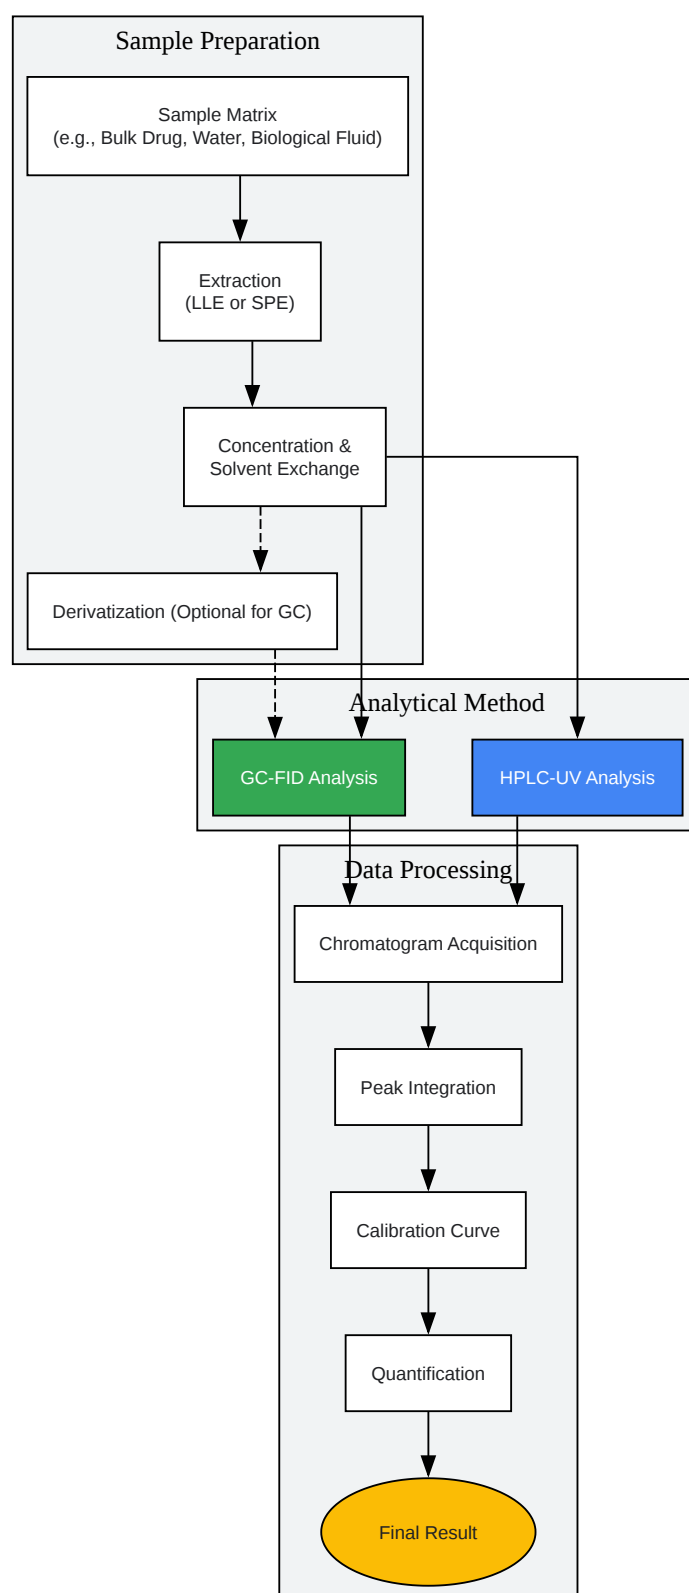 Sample Preparation
Sample Matrix
(e.g., Bulk Drug, Water, Biological Fluid)
Extraction
(LLE or SPE)
Concentration &
Solvent Exchange
Derivatization (Optional for GC)
Analytical Method
GC-FID Analysis
HPLC-UV Analysis
Data Processing
Chromatogram Acquisition
Peak Integration
Calibration Curve
Quantification
Final Result